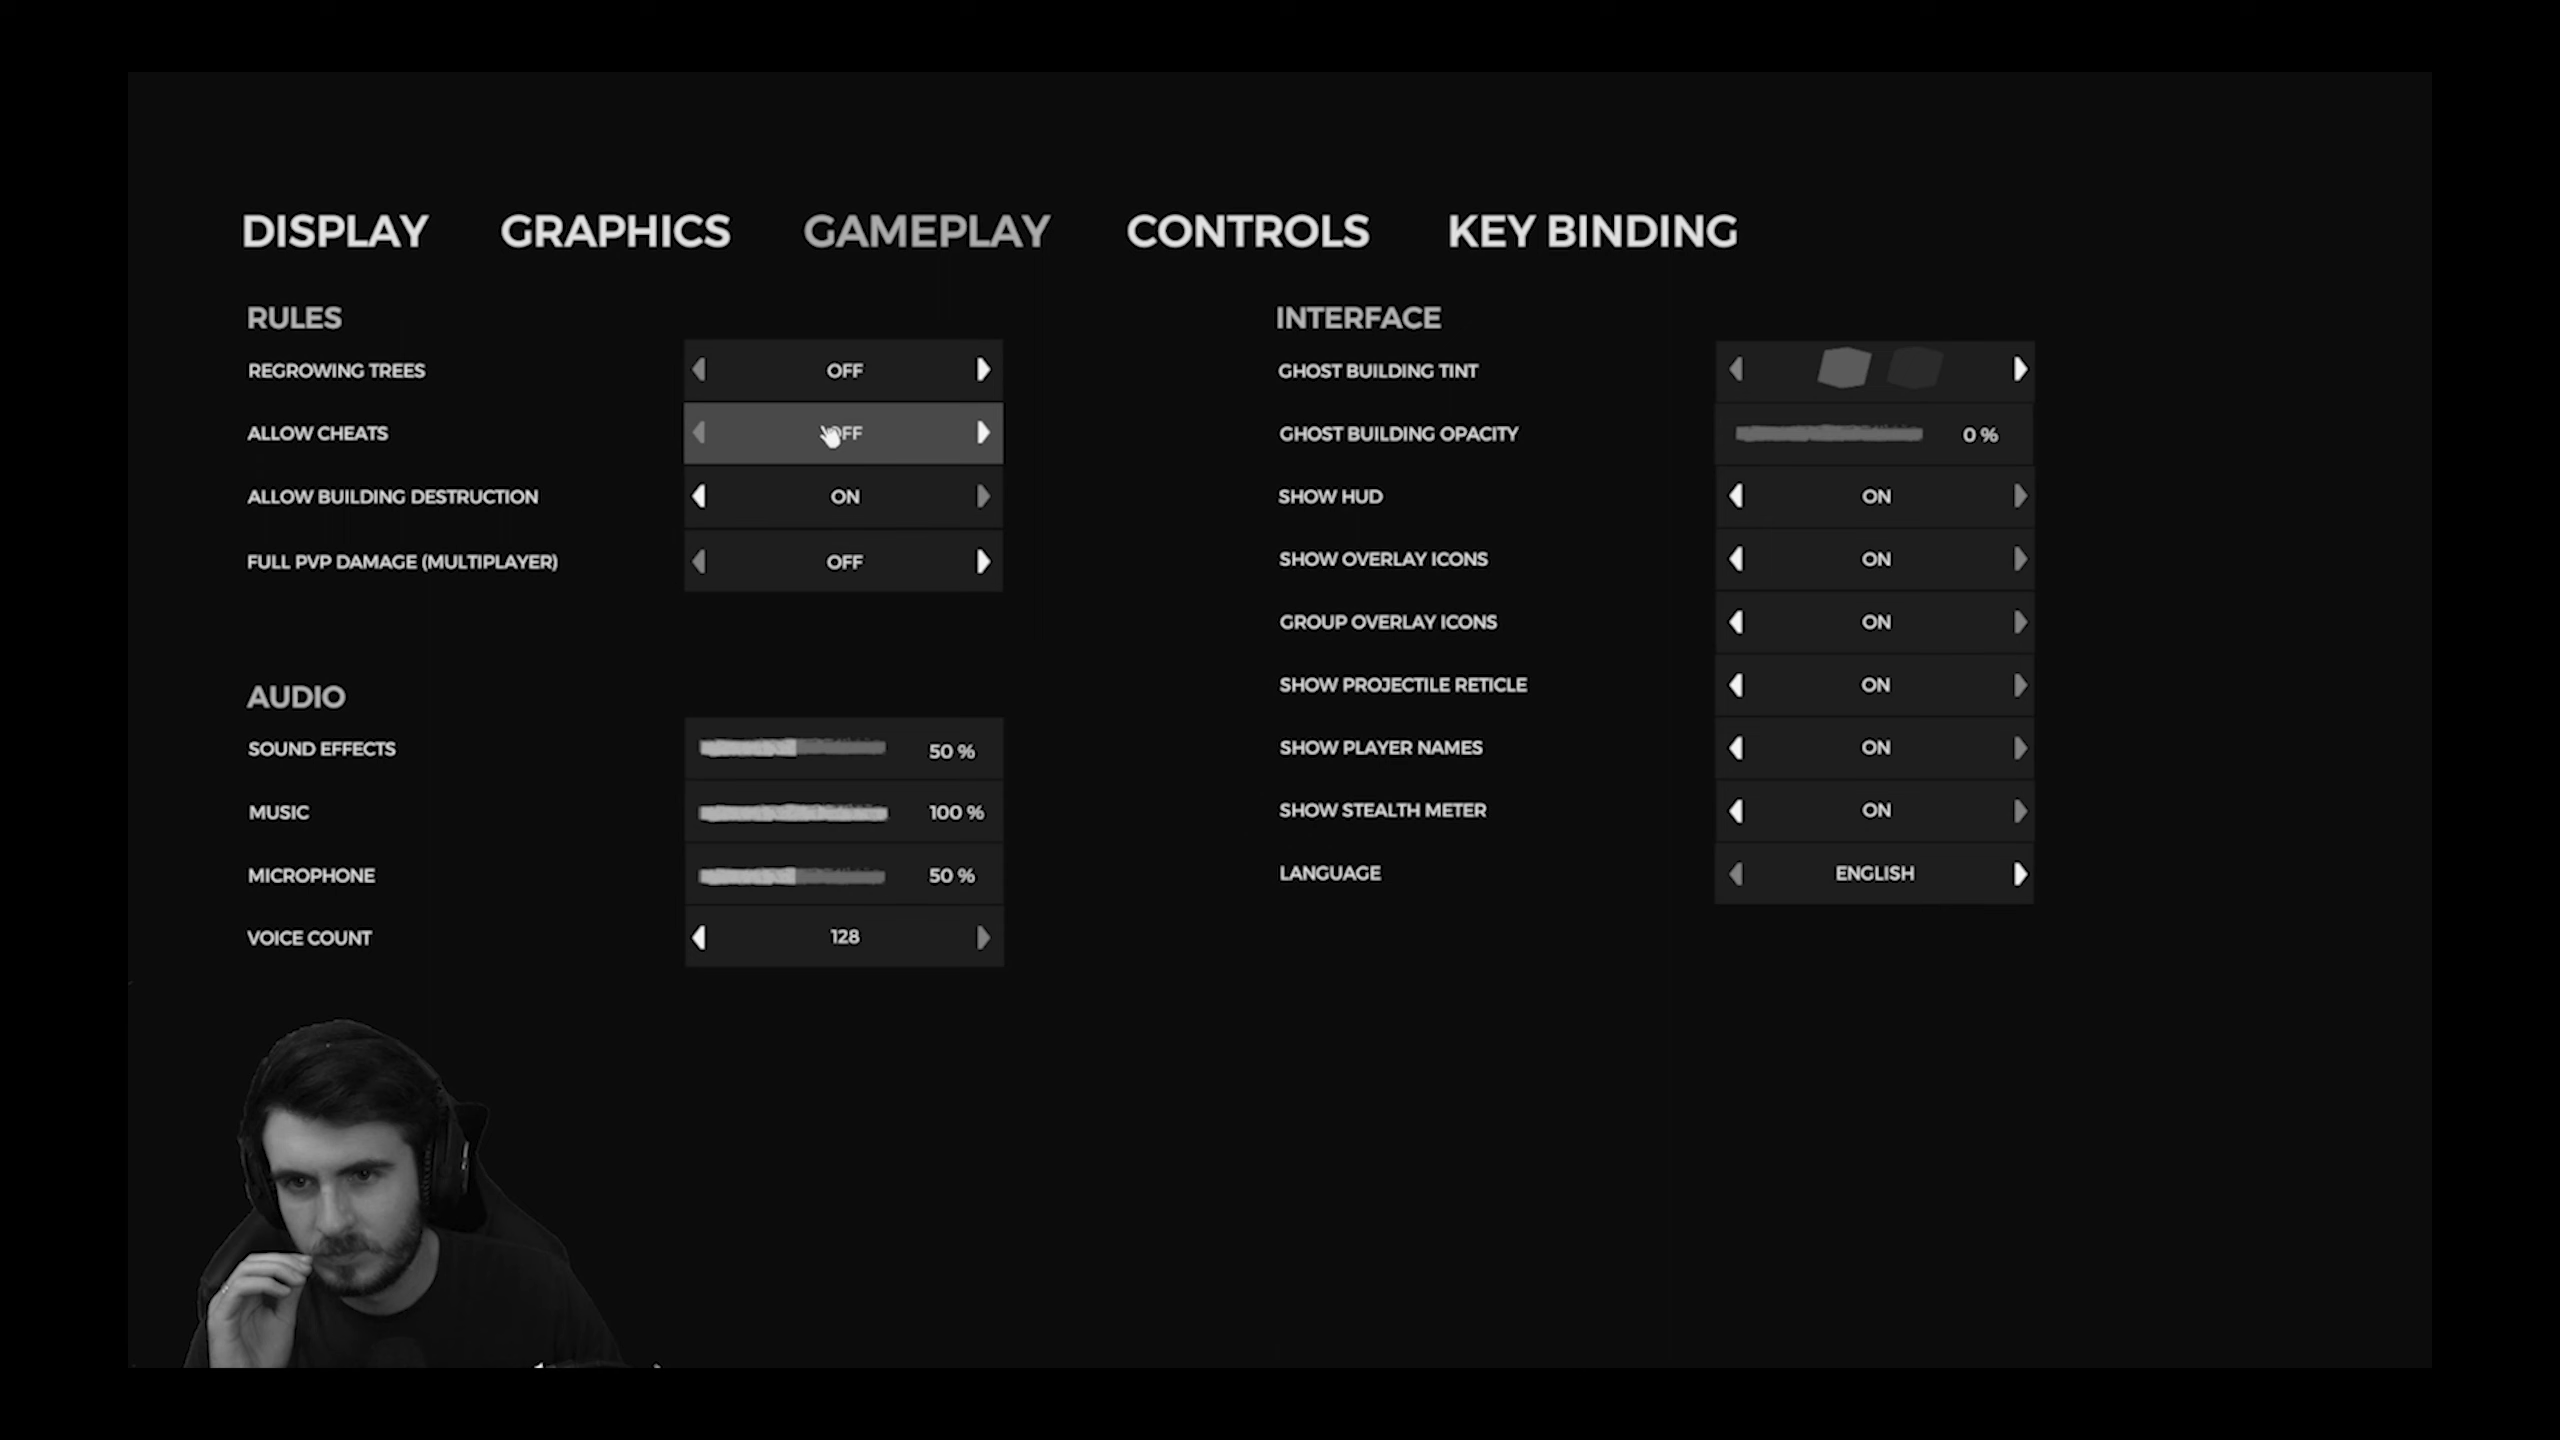 DISPLAY GRAPHICS GAMEPLAY CONTROLS KEY BINDING
RULES
REGROWING TREES OFF
ALLOW CHEATS OFF
ALLOW BUILDING DESTRUCTION ON
FULL PVP DAMAGE (MULTIPLAYER) OFF
AUDIO
SOUND EFFECTS 50 %
MUSIC 100 %
MICROPHONE 50 %
VOICE COUNT 128
INTERFACE
GHOST BUILDING TINT
GHOST BUILDING OPACITY 0 %
SHOW HUD ON
SHOW OVERLAY ICONS ON
GROUP OVERLAY ICONS ON
SHOW PROJECTILE RETICLE ON
SHOW PLAYER NAMES ON
SHOW STEALTH METER ON
LANGUAGE ENGLISH